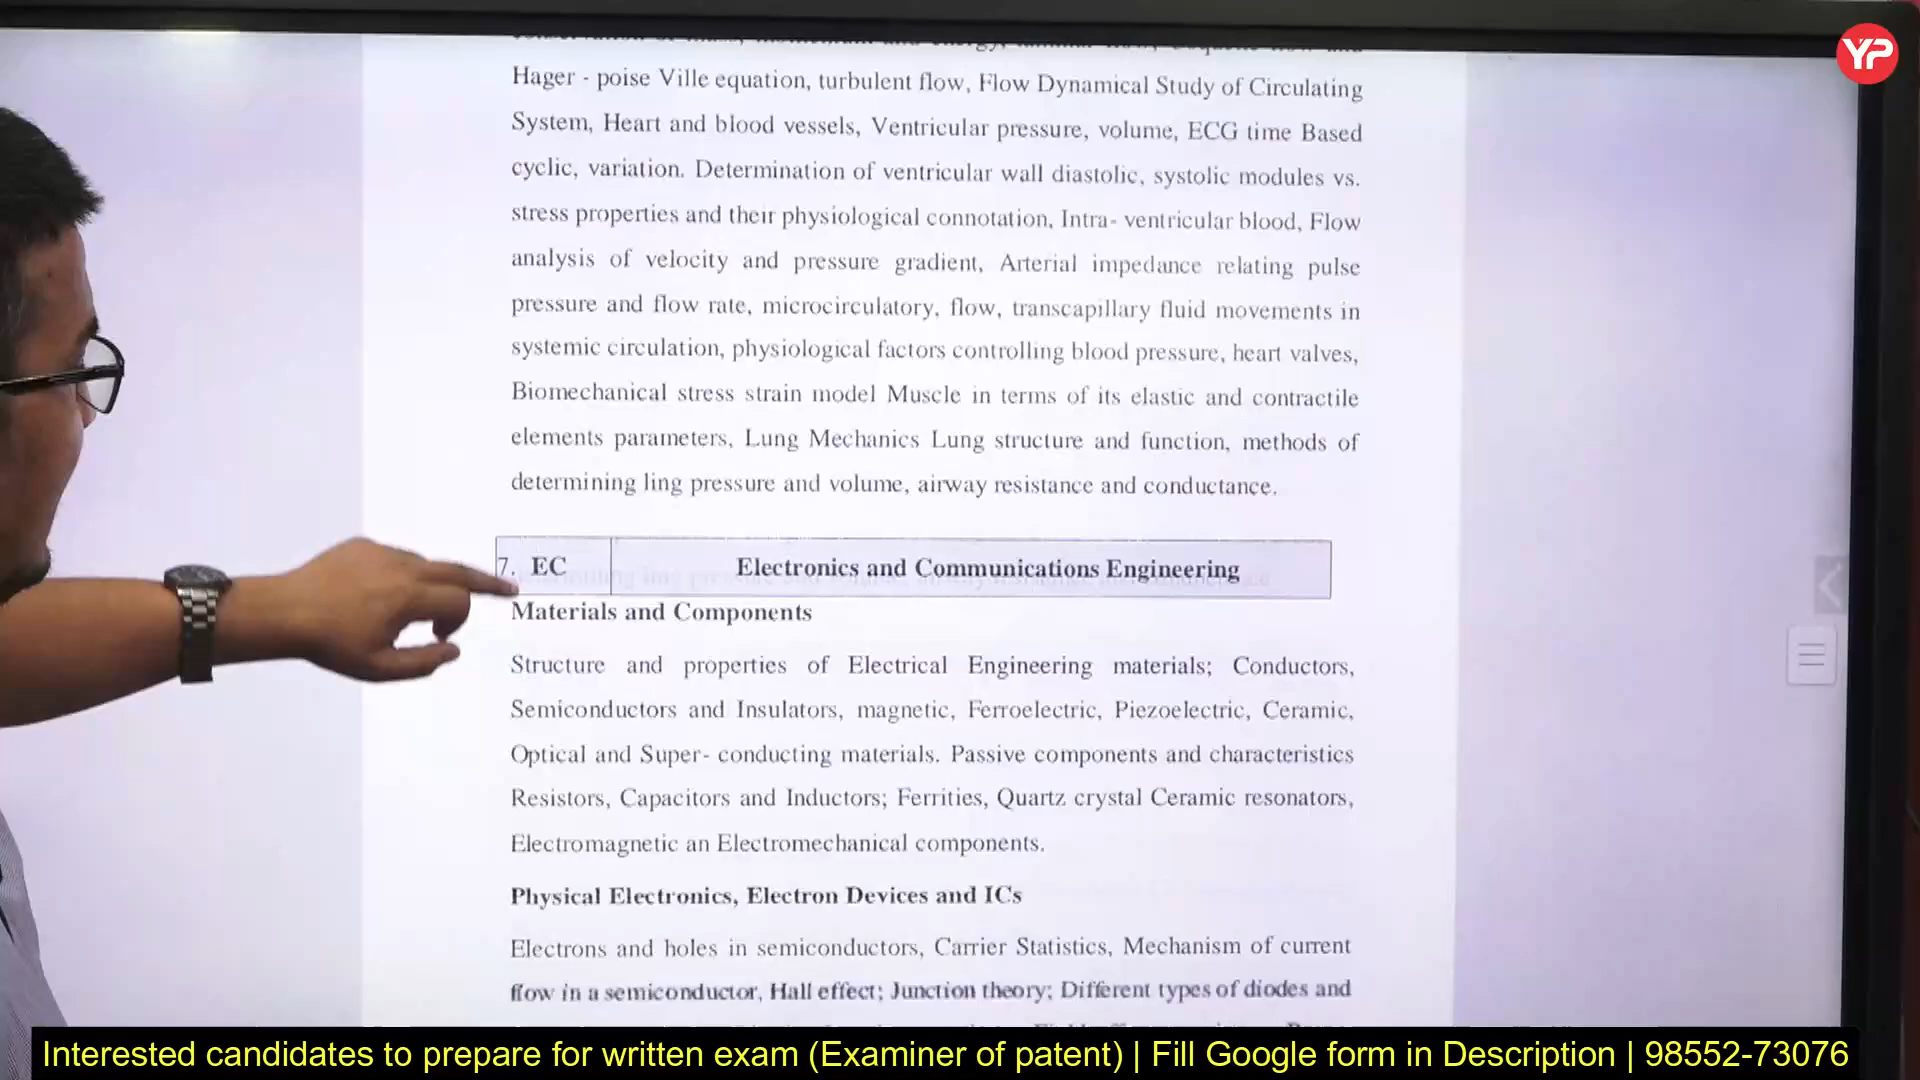 YP
Hager - poise Ville equation, turbulent flow, Flow Dynamical Study of Circulating
System, Heart and blood vessels, Ventricular pressure, volume, ECG time Based
cyclic, variation. Determination of ventricular wall diastolic, systolic modules vs.
stress properties and their physiological connotation, Intra- ventricular blood, Flow
analysis of velocity and pressure gradient, Arterial impedance relating pulse
pressure and flow rate, microcirculatory, flow, transcapillary fluid movements in
systemic circulation, physiological factors controlling blood pressure, heart valves,
Biomechanical stress strain model Muscle in terms of its elastic and contractile
elements parameters, Lung Mechanics Lung structure and function, methods of
determining ling pressure and volume, airway resistance and conductance.
7. EC Electronics and Communications Engineering
Materials and Components
Structure and properties of Electrical Engineering materials; Conductors,
Semiconductors and Insulators, magnetic, Ferroelectric, Piezoelectric, Ceramic,
Optical and Super- conducting materials. Passive components and characteristics
Resistors, Capacitors and Inductors; Ferrities, Quartz crystal Ceramic resonators,
Electromagnetic an Electromechanical components.
Physical Electronics, Electron Devices and ICs
Electrons and holes in semiconductors, Carrier Statistics, Mechanism of current
flow in a semiconductor, Hall effect; Junction theory; Different types of diodes and
Interested candidates to prepare for written exam (Examiner of patent) | Fill Google form in Description | 98552-73076